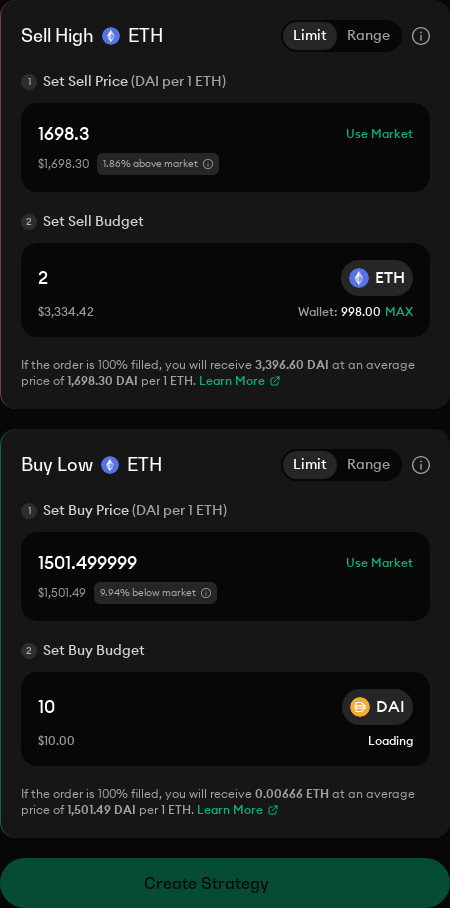 Sell High ETH Limit Range
1 Set Sell Price (DAI per 1 ETH)
1698.3 Use Market
$1,698.30 1.86% above market
2 Set Sell Budget
2 ETH
$3,334.42 Wallet: 998.00 MAX
If the order is 100% filled, you will receive 3,396.60 DAI at an average
price of 1,698.30 DAI per 1 ETH. Learn More
Buy Low ETH Limit Range
1 Set Buy Price (DAI per 1 ETH)
1501.499999 Use Market
$1,501.49 9.94% below market
2 Set Buy Budget
10 DAI
$10.00 Loading
If the order is 100% filled, you will receive 0.00666 ETH at an average
price of 1,501.49 DAI per 1 ETH. Learn More
Create Strategy